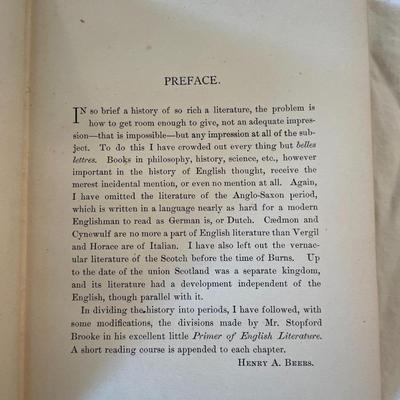 PREFACE.
In so brief a history of so rich a literature, the problem is
how to get room enough to give, not an adequate impres-
sion—that is impossible—but any impression at all of the sub-
ject. To do this I have crowded out every thing but belles
lettres. Books in philosophy, history, science, etc., however
important in the history of English thought, receive the
merest incidental mention, or even no mention at all. Again,
I have omitted the literature of the Anglo-Saxon period,
which is written in a language nearly as hard for a modern
Englishman to read as German is, or Dutch. Cædmon and
Cynewulf are no more a part of English literature than Vergil
and Horace are of Italian. I have also left out the vernac-
ular literature of the Scotch before the time of Burns. Up
to the date of the union Scotland was a separate kingdom,
and its literature had a development independent of the
English, though parallel with it.
In dividing the history into periods, I have followed, with
some modifications, the divisions made by Mr. Stopford
Brooke in his excellent little Primer of English Literature.
A short reading course is appended to each chapter.
Henry A. Beers.